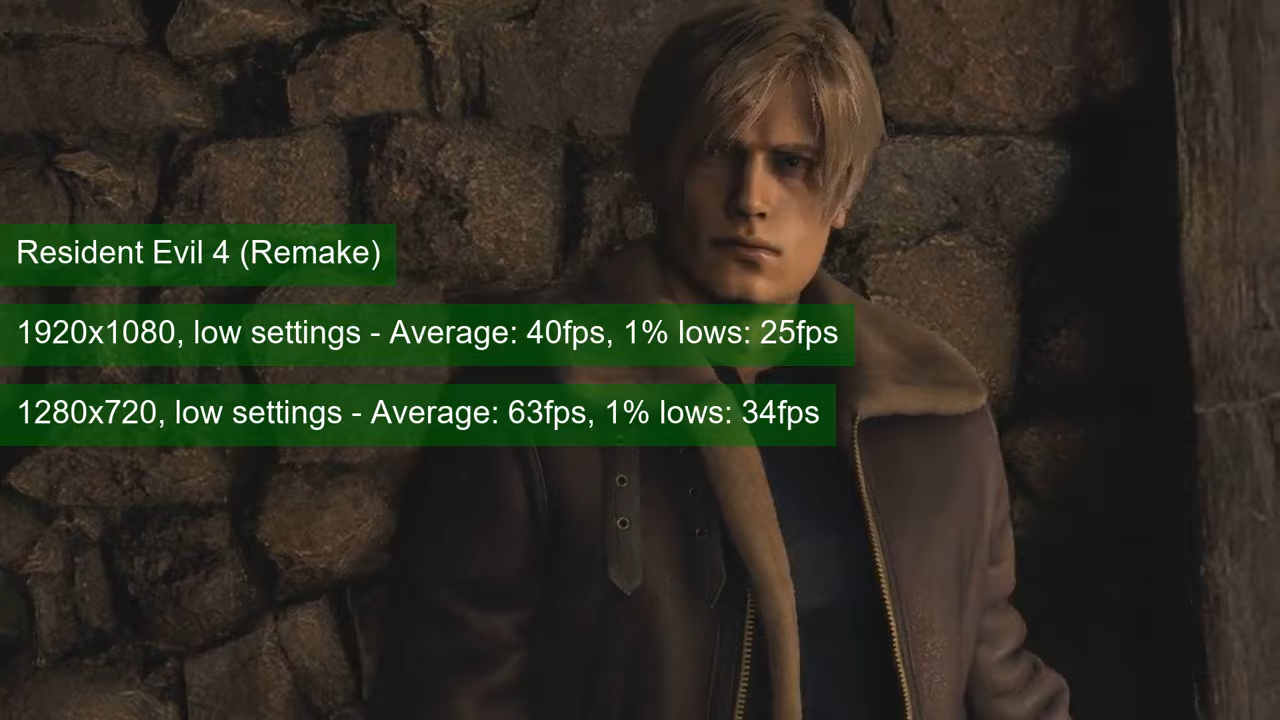 Resident Evil 4 (Remake)
1920x1080, low settings - Average: 40fps, 1% lows: 25fps
1280x720, low settings - Average: 63fps, 1% lows: 34fps